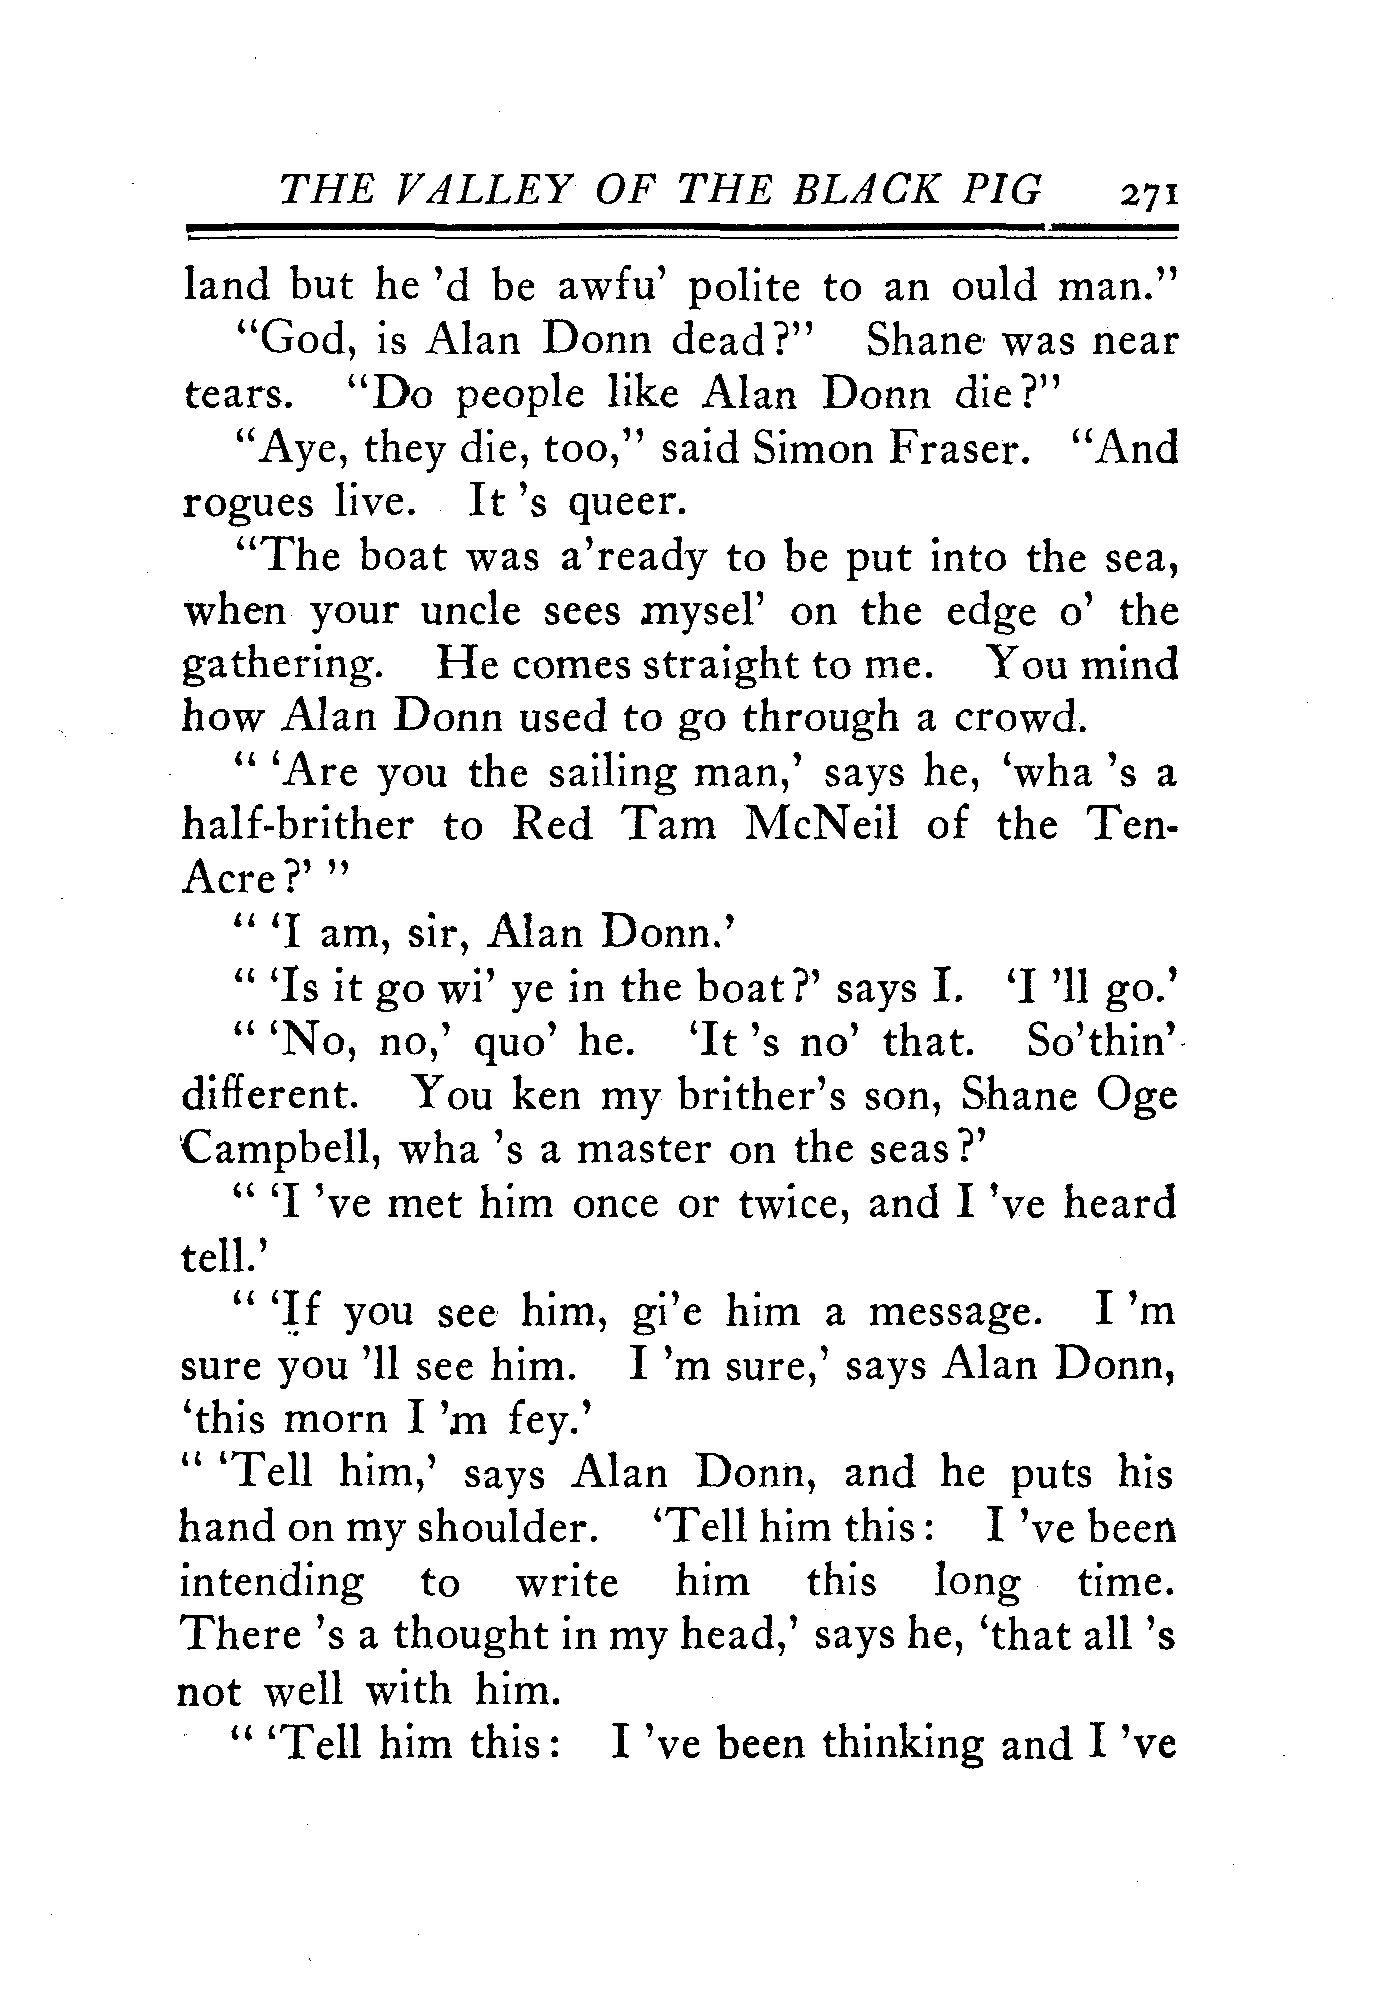 THE VALLEY OF THE BLACK PIG 271
land but he 'd be awfu' polite to an ould man."
"God, is Alan Donn dead?" Shane was near
tears. "Do people like Alan Donn die?"
"Aye, they die, too," said Simon Fraser. "And
rogues live. It 's queer.
"The boat was a'ready to be put into the sea,
when your uncle sees mysel' on the edge o' the
gathering. He comes straight to me. You mind
how Alan Donn used to go through a crowd.
" 'Are you the sailing man,' says he, 'wha 's a
half-brither to Red Tam McNeil of the Ten-
Acre?' "
" 'I am, sir, Alan Donn.'
" 'Is it go wi' ye in the boat?' says I. 'I 'll go.'
" 'No, no,' quo' he. 'It 's no' that. So'thin'
different. You ken my brither's son, Shane Oge
Campbell, wha 's a master on the seas?'
" 'I 've met him once or twice, and I 've heard
tell.'
" 'If you see him, gi'e him a message. I 'm
sure you 'll see him. I 'm sure,' says Alan Donn,
'this morn I 'm fey.'
" 'Tell him,' says Alan Donn, and he puts his
hand on my shoulder. 'Tell him this: I 've been
intending to write him this long time.
There 's a thought in my head,' says he, 'that all 's
not well with him.
" 'Tell him this: I 've been thinking and I 've